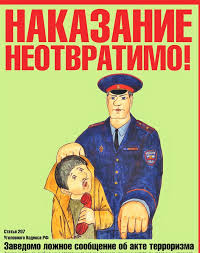 НАКАЗАНИЕ
НЕОТВРАТИМО!
Статья 207
Уголовного Кодекса РФ
Заведомо ложное сообщение об акте терроризма